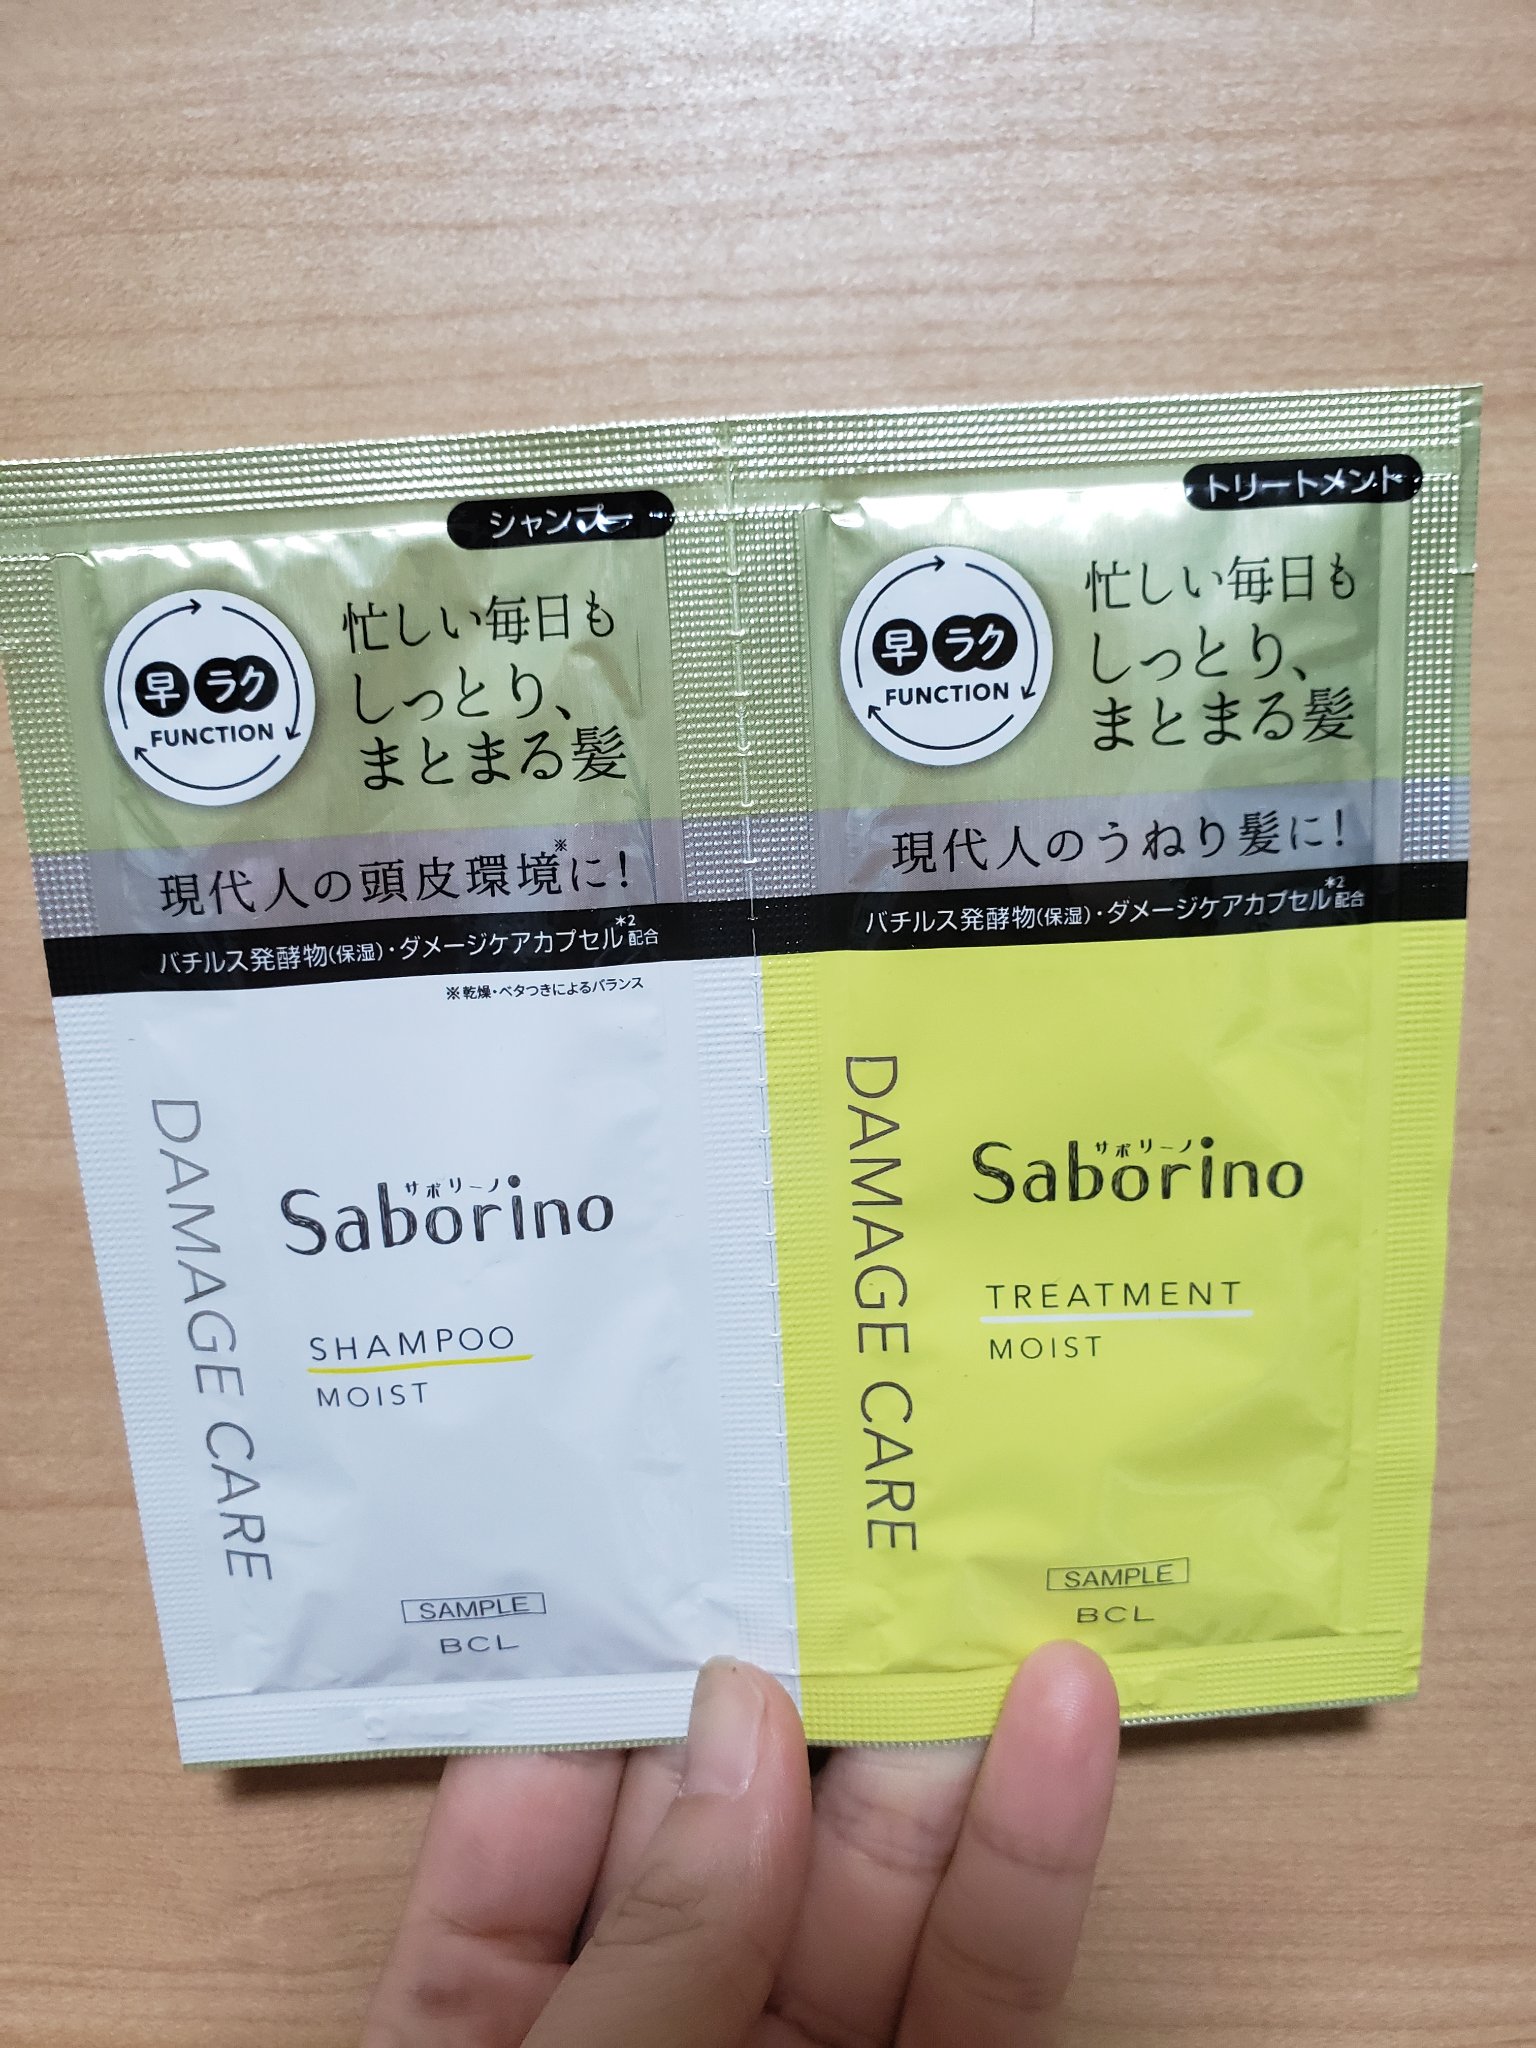 シャンプー
早 ラク
FUNCTION
忙しい毎日も
しっとり、
まとまる髪
現代人の頭皮環境※に!
バチルス発酵物(保湿)・ダメージケアカプセル*2配合
※乾燥・ベタつきによるバランス
DAMAGE CARE
サボリーノ
Saborino
SHAMPOO
MOIST
SAMPLE
BCL
トリートメント
早 ラク
FUNCTION
忙しい毎日も
しっとり、
まとまる髪
現代人のうねり髪に!
バチルス発酵物(保湿)・ダメージケアカプセル*2配合
DAMAGE CARE
サボリーノ
Saborino
TREATMENT
MOIST
SAMPLE
BCL